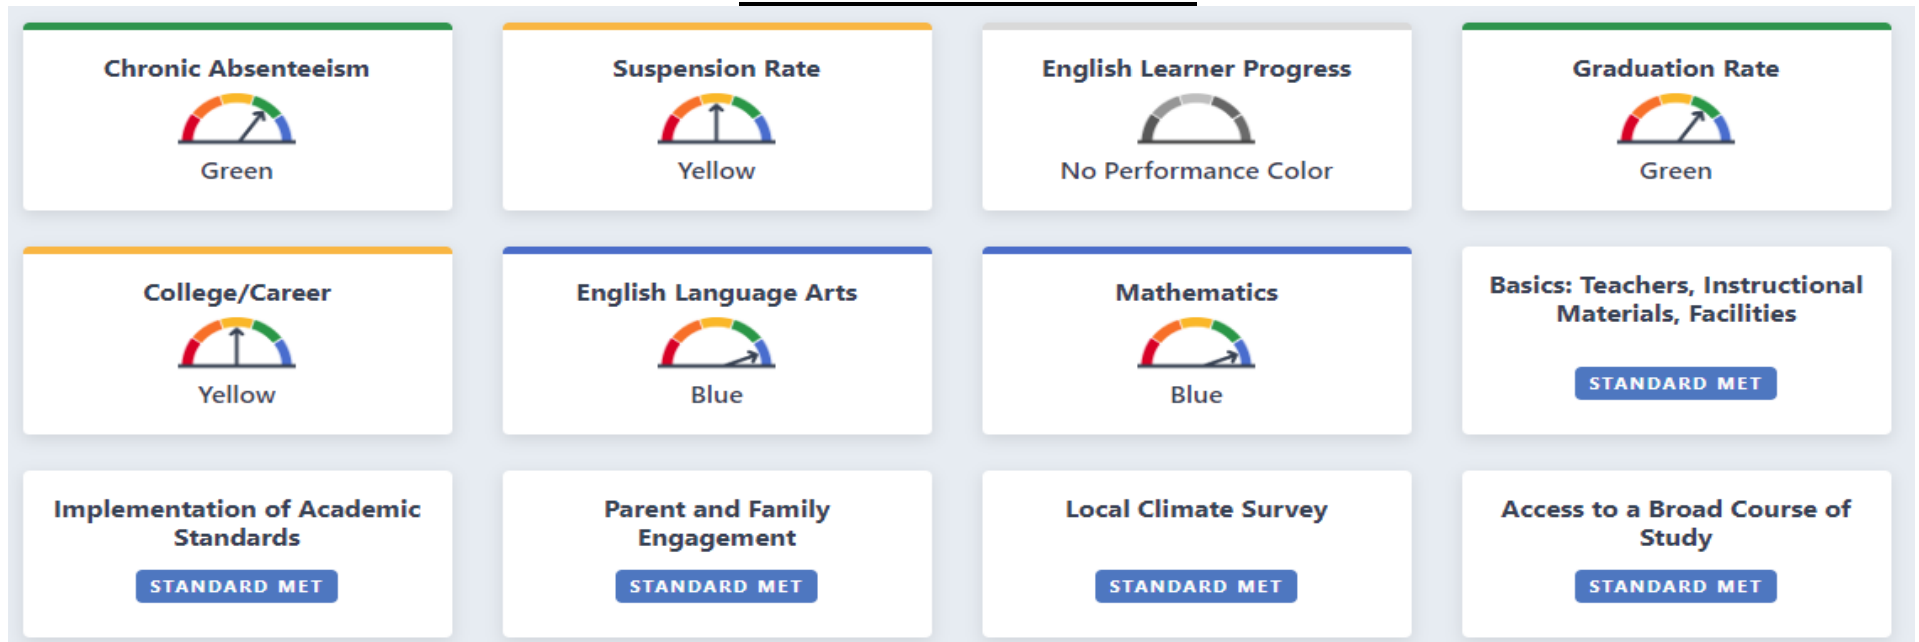 Chronic Absenteeism
Green
Suspension Rate
Yellow
English Learner Progress
No Performance Color
Graduation Rate
Green
College/Career
Yellow
English Language Arts
Blue
Mathematics
Blue
Basics: Teachers, Instructional
Materials, Facilities
STANDARD MET
Implementation of Academic
Standards
STANDARD MET
Parent and Family
Engagement
STANDARD MET
Local Climate Survey
STANDARD MET
Access to a Broad Course of
Study
STANDARD MET